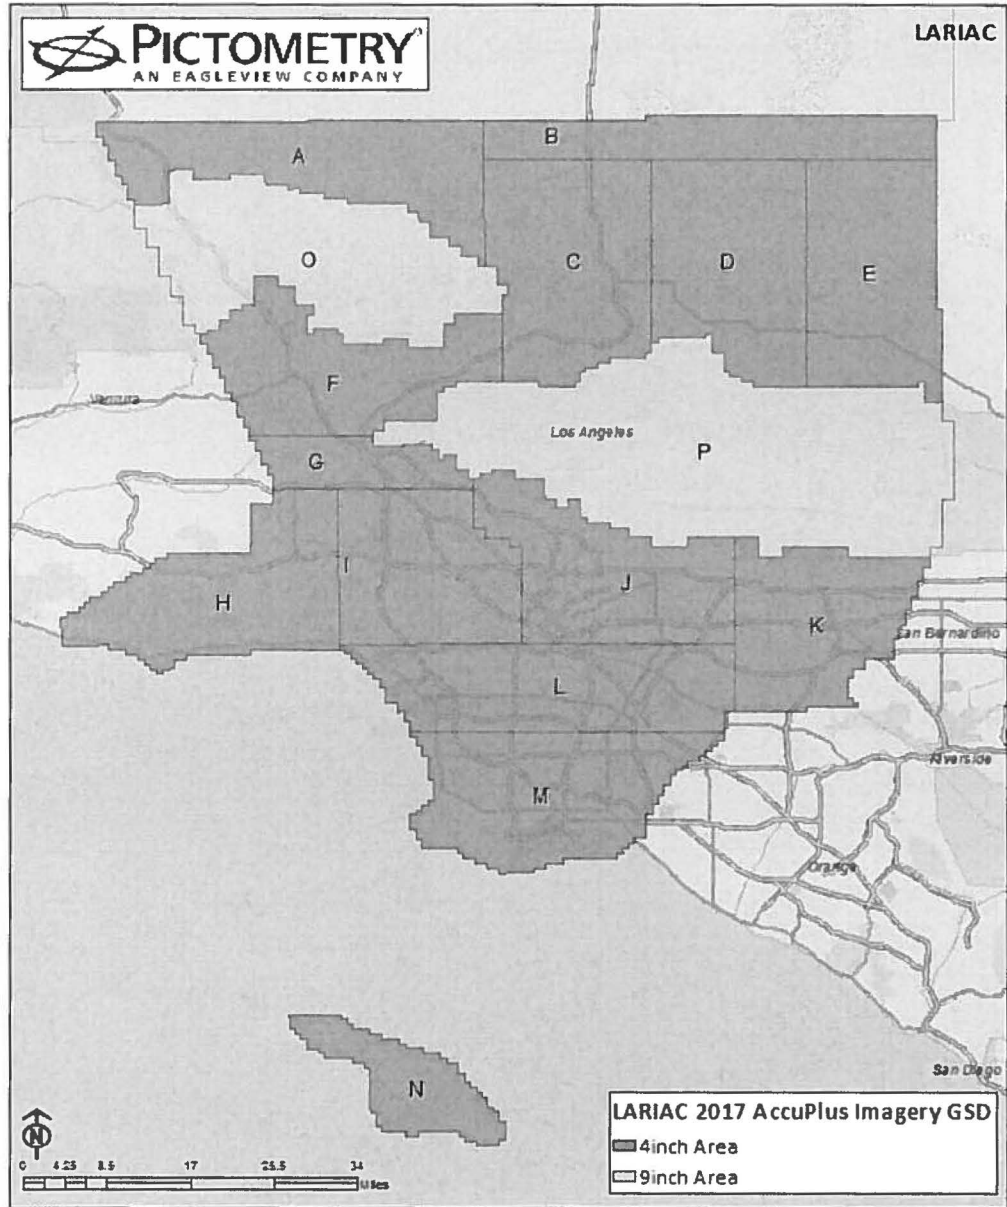 PICTOMETRY®
AN EAGLEVIEW COMPANY
LARIAC
A
B
O
C
D
E
F
Ventura
Los Angeles
P
G
I
J
H
K
San Bernardino
L
Riverside
M
Orange
N
San Diego
LARIAC 2017 AccuPlus Imagery GSD
4inch Area
9inch Area
N
0 4.25 8.5 17 25.5 34
Miles